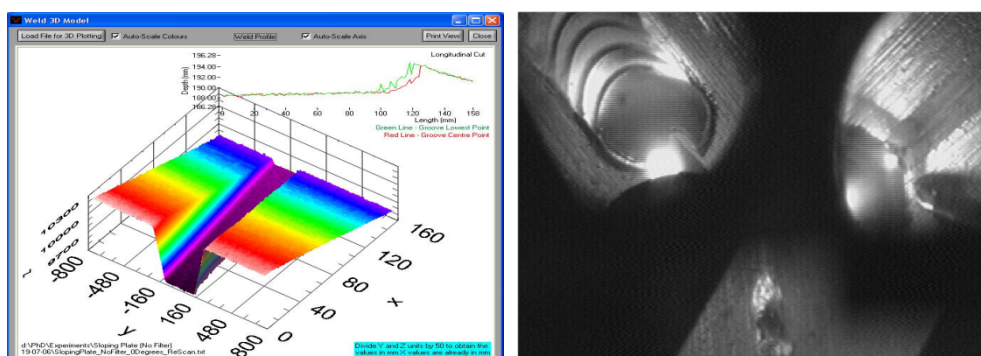 Weld 3D Model
Load File for 3D Plotting Auto-Scale Colours Weld Profile Auto-Scale Axis Print View Close
Longitudinal Cut
196.28
194.00
192.00
190.00
188.00
186.28
Depth (mm)
20 40 60 80 100 120 140 150
Length (mm)
Green Line - Groove Lowest Point
Red Line - Groove Centre Point
10300
10000
9700
z
-800
-480
-160
160
480
800
y
0
40
80
120
160
x
d:\PhD\Experiments\Sloping Plate (No Filter)
19-07-06\SlopingPlate_NoFilter_0Degrees_ReScan.txt
Divide Y and Z units by 50 to obtain the
values in mm X values are already in mm